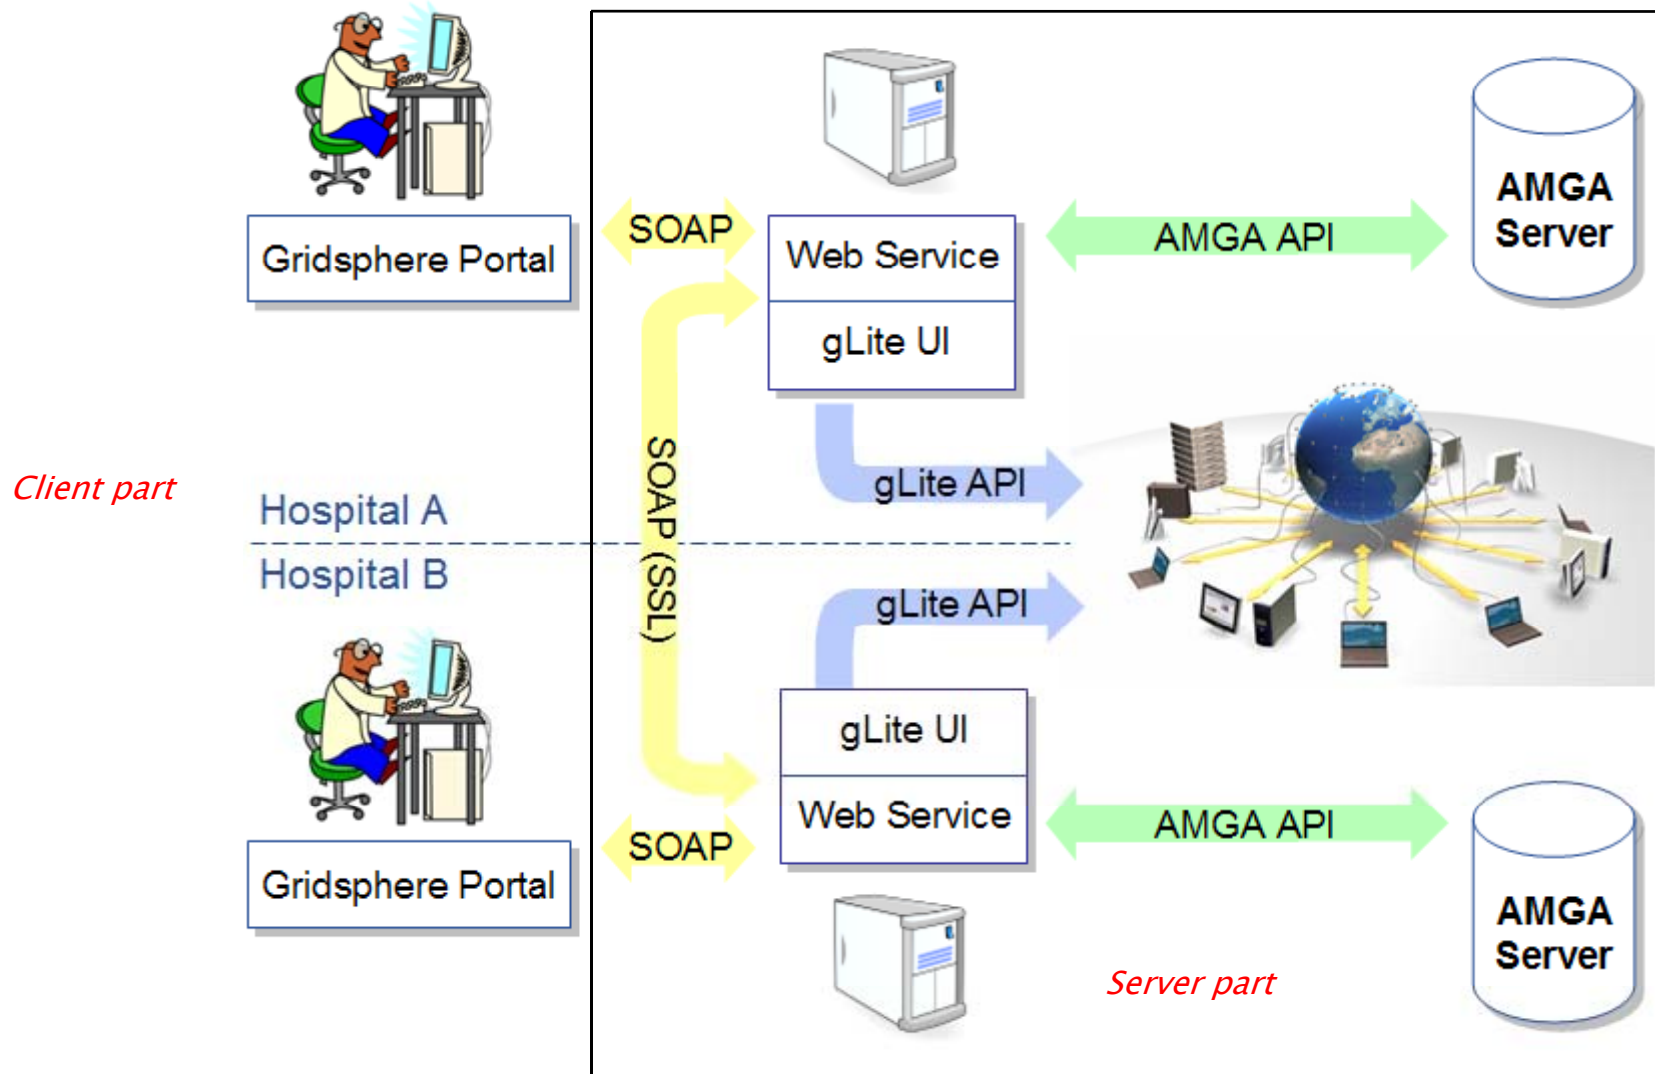 Gridsphere Portal
SOAP
Web Service
gLite UI
AMGA API
AMGA
Server
SOAP (SSL)
gLite API
Client part
Hospital A
Hospital B
gLite API
gLite UI
Web Service
SOAP
Gridsphere Portal
AMGA API
AMGA
Server
Server part